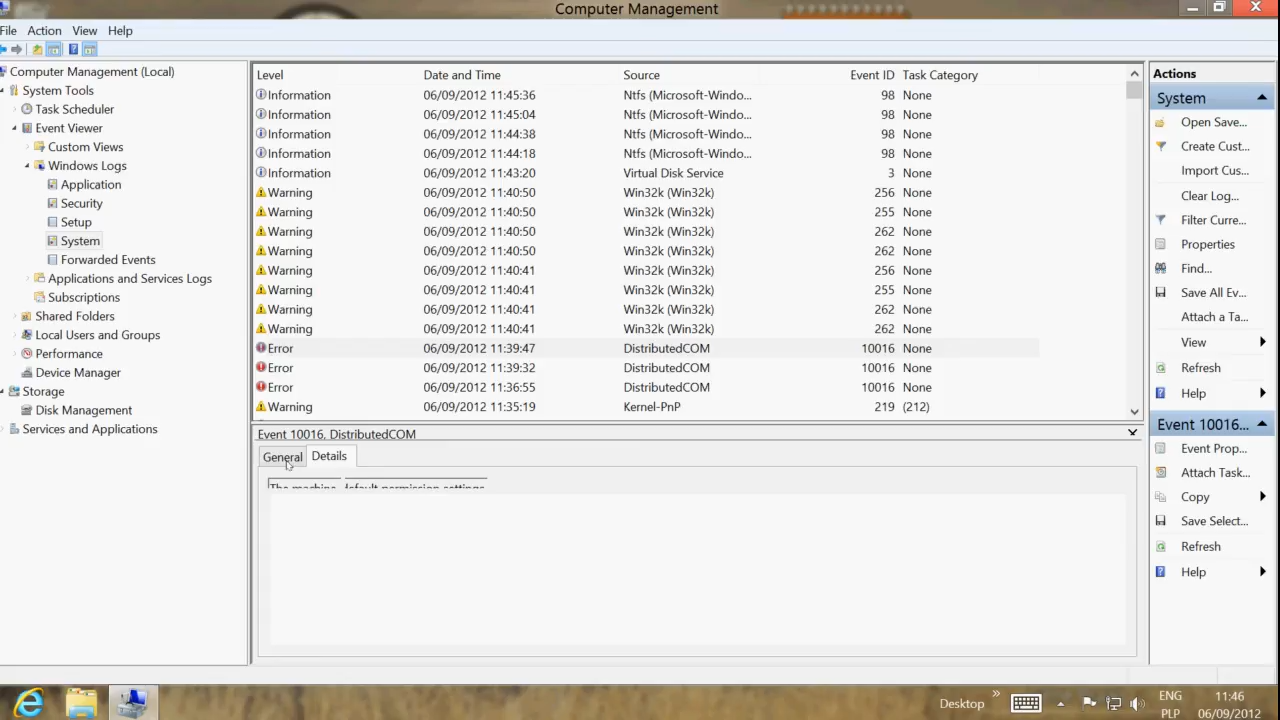 Computer Management
File Action View Help
Computer Management (Local)
System Tools
Task Scheduler
Event Viewer
Custom Views
Windows Logs
Application
Security
Setup
System
Forwarded Events
Applications and Services Logs
Subscriptions
Shared Folders
Local Users and Groups
Performance
Device Manager
Storage
Disk Management
Services and Applications
Level Date and Time Source Event ID Task Category
Information 06/09/2012 11:45:36 Ntfs (Microsoft-Windo... 98 None
Information 06/09/2012 11:45:04 Ntfs (Microsoft-Windo... 98 None
Information 06/09/2012 11:44:38 Ntfs (Microsoft-Windo... 98 None
Information 06/09/2012 11:44:18 Ntfs (Microsoft-Windo... 98 None
Information 06/09/2012 11:43:20 Virtual Disk Service 3 None
Warning 06/09/2012 11:40:50 Win32k (Win32k) 256 None
Warning 06/09/2012 11:40:50 Win32k (Win32k) 255 None
Warning 06/09/2012 11:40:50 Win32k (Win32k) 262 None
Warning 06/09/2012 11:40:50 Win32k (Win32k) 262 None
Warning 06/09/2012 11:40:41 Win32k (Win32k) 256 None
Warning 06/09/2012 11:40:41 Win32k (Win32k) 255 None
Warning 06/09/2012 11:40:41 Win32k (Win32k) 262 None
Warning 06/09/2012 11:40:41 Win32k (Win32k) 262 None
Error 06/09/2012 11:39:47 DistributedCOM 10016 None
Error 06/09/2012 11:39:32 DistributedCOM 10016 None
Error 06/09/2012 11:36:55 DistributedCOM 10016 None
Warning 06/09/2012 11:35:19 Kernel-PnP 219 (212)
Event 10016, DistributedCOM
General Details
The machine default permission settings
Actions
System
Open Save...
Create Cust...
Import Cus...
Clear Log...
Filter Curre...
Properties
Find...
Save All Ev...
Attach a Ta...
View
Refresh
Help
Event 10016...
Event Prop...
Attach Task...
Copy
Save Select...
Refresh
Help
Desktop
ENG
PLP
11:46
06/09/2012